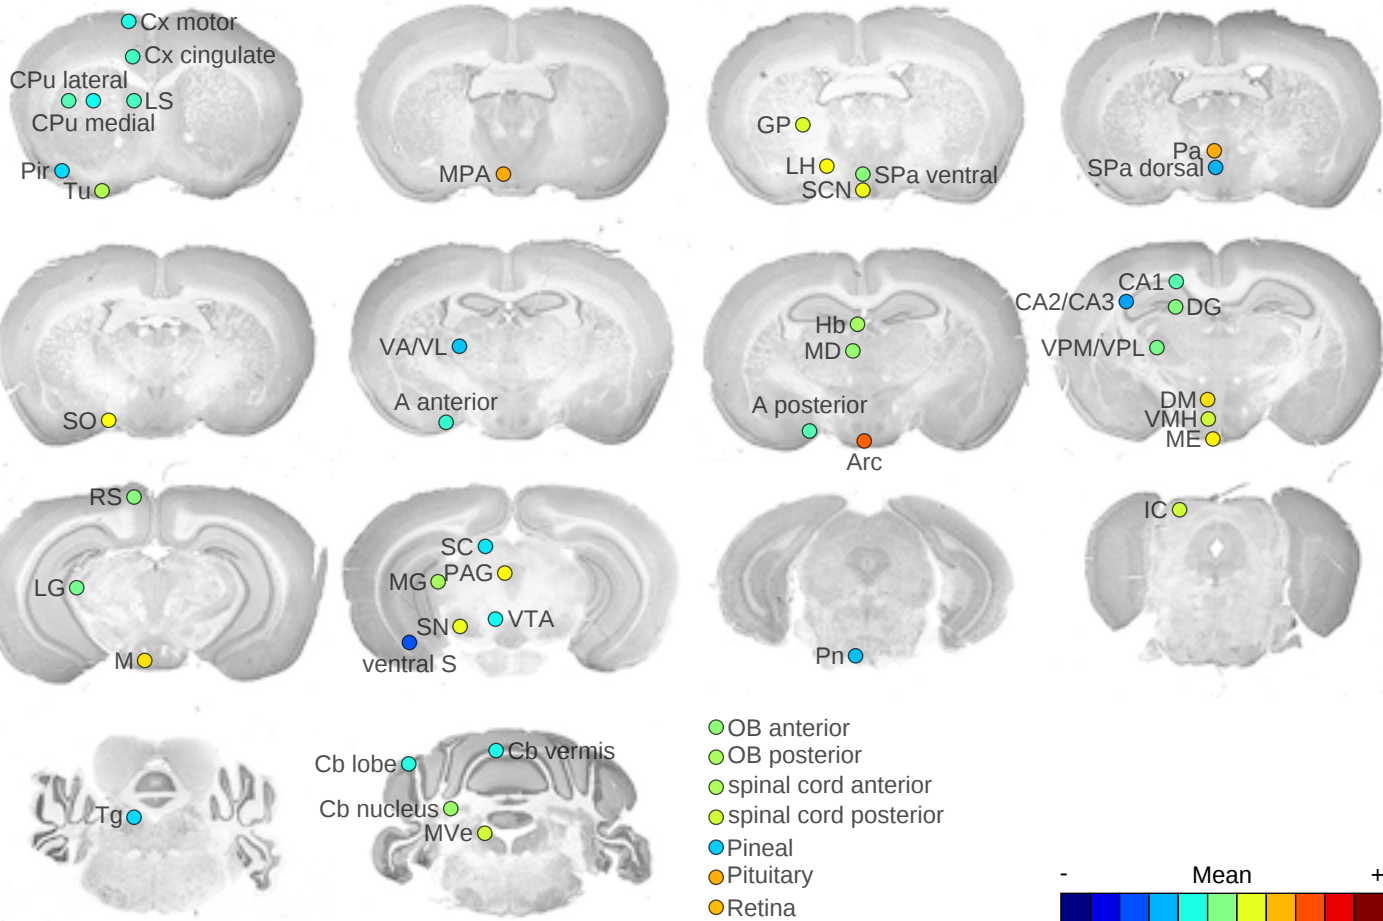 Cx motor
Cx cingulate
CPu lateral
LS
CPu medial
Pir
Tu
MPA
GP
LH
SPa ventral
SCN
Pa
SPa dorsal
SO
VA/VL
A anterior
Hb
MD
A posterior
Arc
CA1
CA2/CA3
DG
VPM/VPL
DM
VMH
ME
RS
LG
M
SC
MG
PAG
SN
VTA
ventral S
Pn
IC
Tg
Cb lobe
Cb vermis
Cb nucleus
MVe
OB anterior
OB posterior
spinal cord anterior
spinal cord posterior
Pineal
Pituitary
Retina
- Mean +